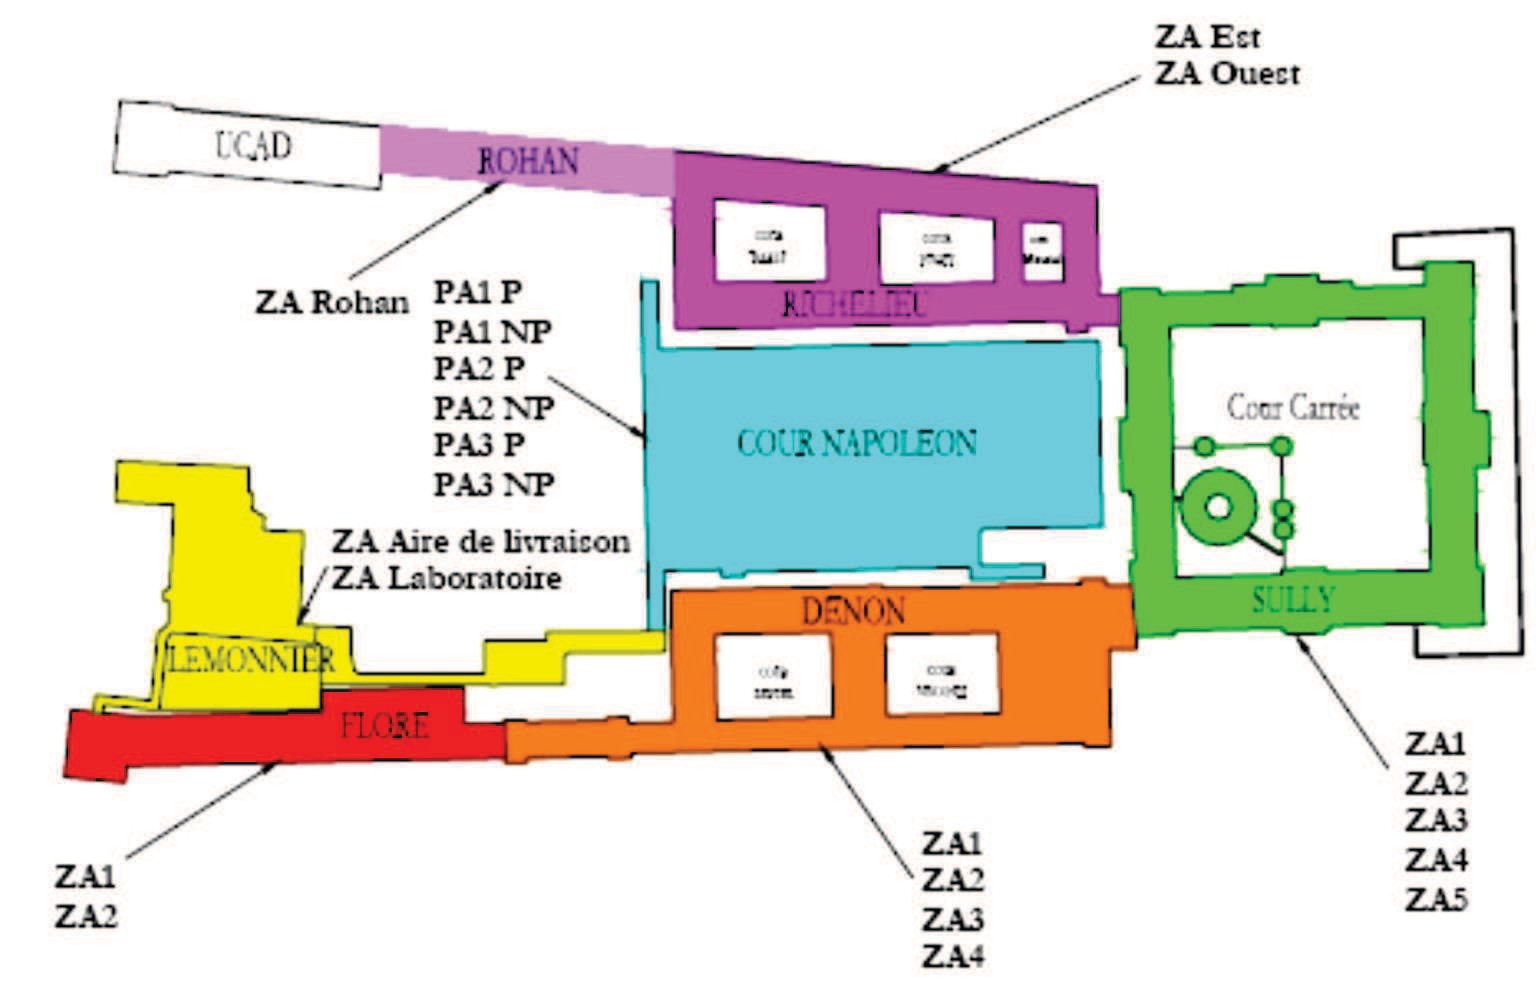 ZA Est
ZA Ouest
UCAD
ROHAN
RICHELIEU
ZA Rohan
PA1 P
PA1 NP
PA2 P
PA2 NP
PA3 P
PA3 NP
COUR NAPOLEON
Cour Carrée
ZA Aire de livraison
ZA Laboratoire
DENON
SULLY
LEMONNIER
FLORE
ZA1
ZA2
ZA1
ZA2
ZA3
ZA4
ZA1
ZA2
ZA3
ZA4
ZA5